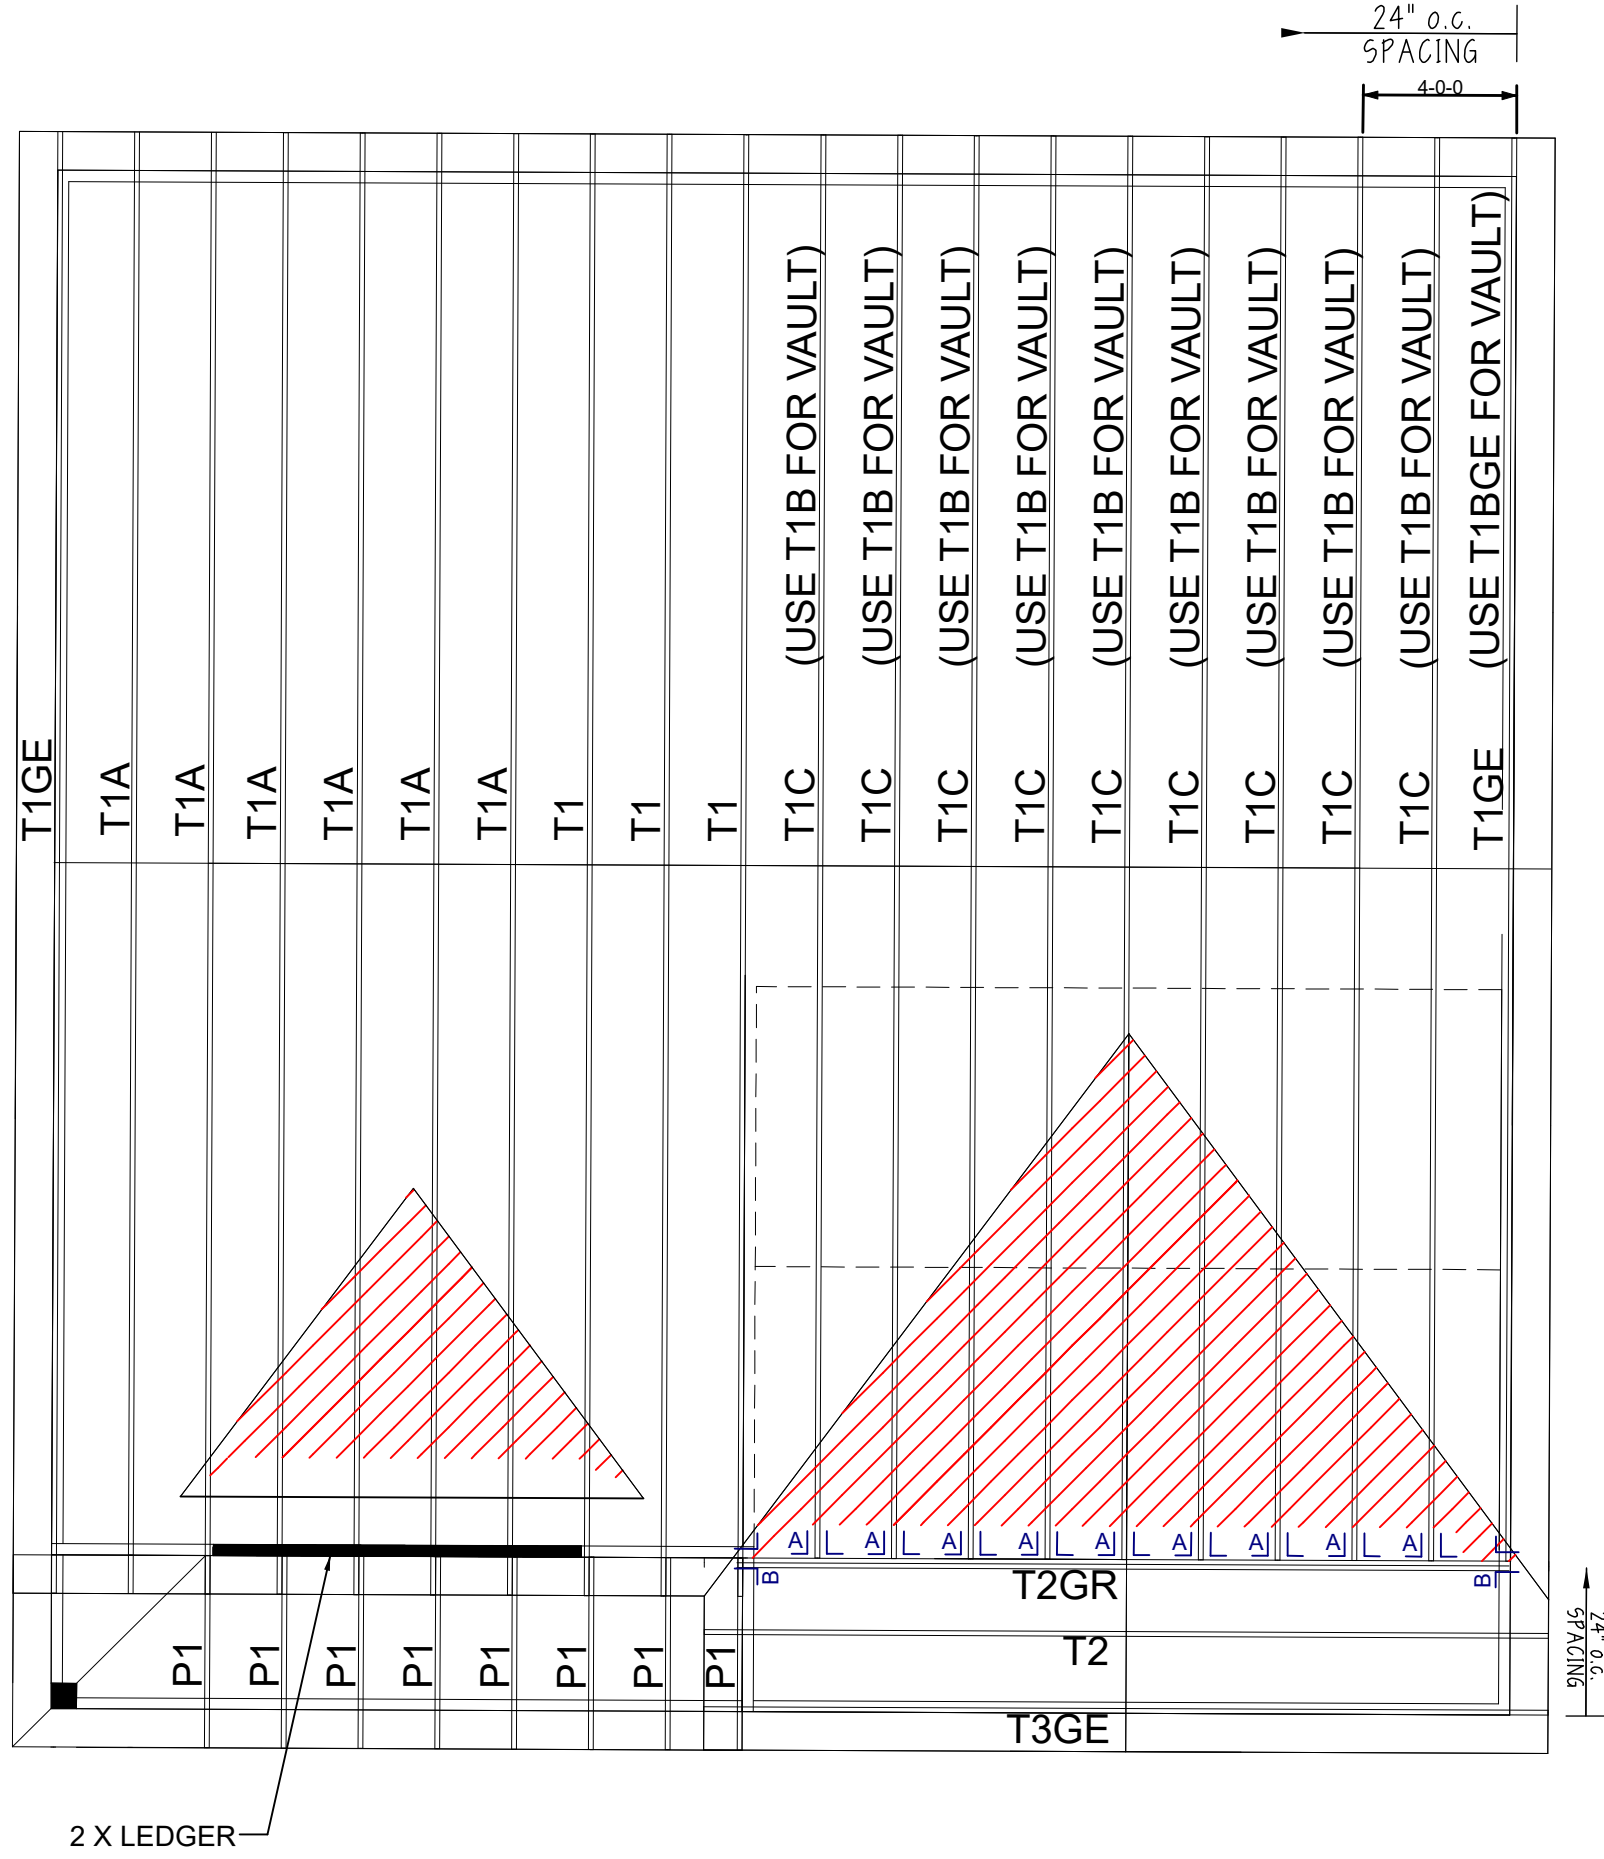 24" O.C.
SPACING
4-0-0
T1GE
T1A
T1A
T1A
T1A
T1A
T1A
T1
T1
T1
T1C (USE T1B FOR VAULT)
T1C (USE T1B FOR VAULT)
T1C (USE T1B FOR VAULT)
T1C (USE T1B FOR VAULT)
T1C (USE T1B FOR VAULT)
T1C (USE T1B FOR VAULT)
T1C (USE T1B FOR VAULT)
T1C (USE T1B FOR VAULT)
T1C (USE T1B FOR VAULT)
T1GE (USE T1BGE FOR VAULT)
A
A
A
A
A
A
A
A
A
B
B
T2GR
T2
T3GE
24" O.C.
SPACING
P1
P1
P1
P1
P1
P1
P1
P1
2 X LEDGER